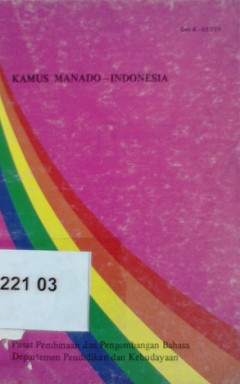 KAMUS MANADO – INDONESIA
221 03
Pusat Pembinaan dan Pengembangan Bahasa
Departemen Pendidikan dan Kebudayaan